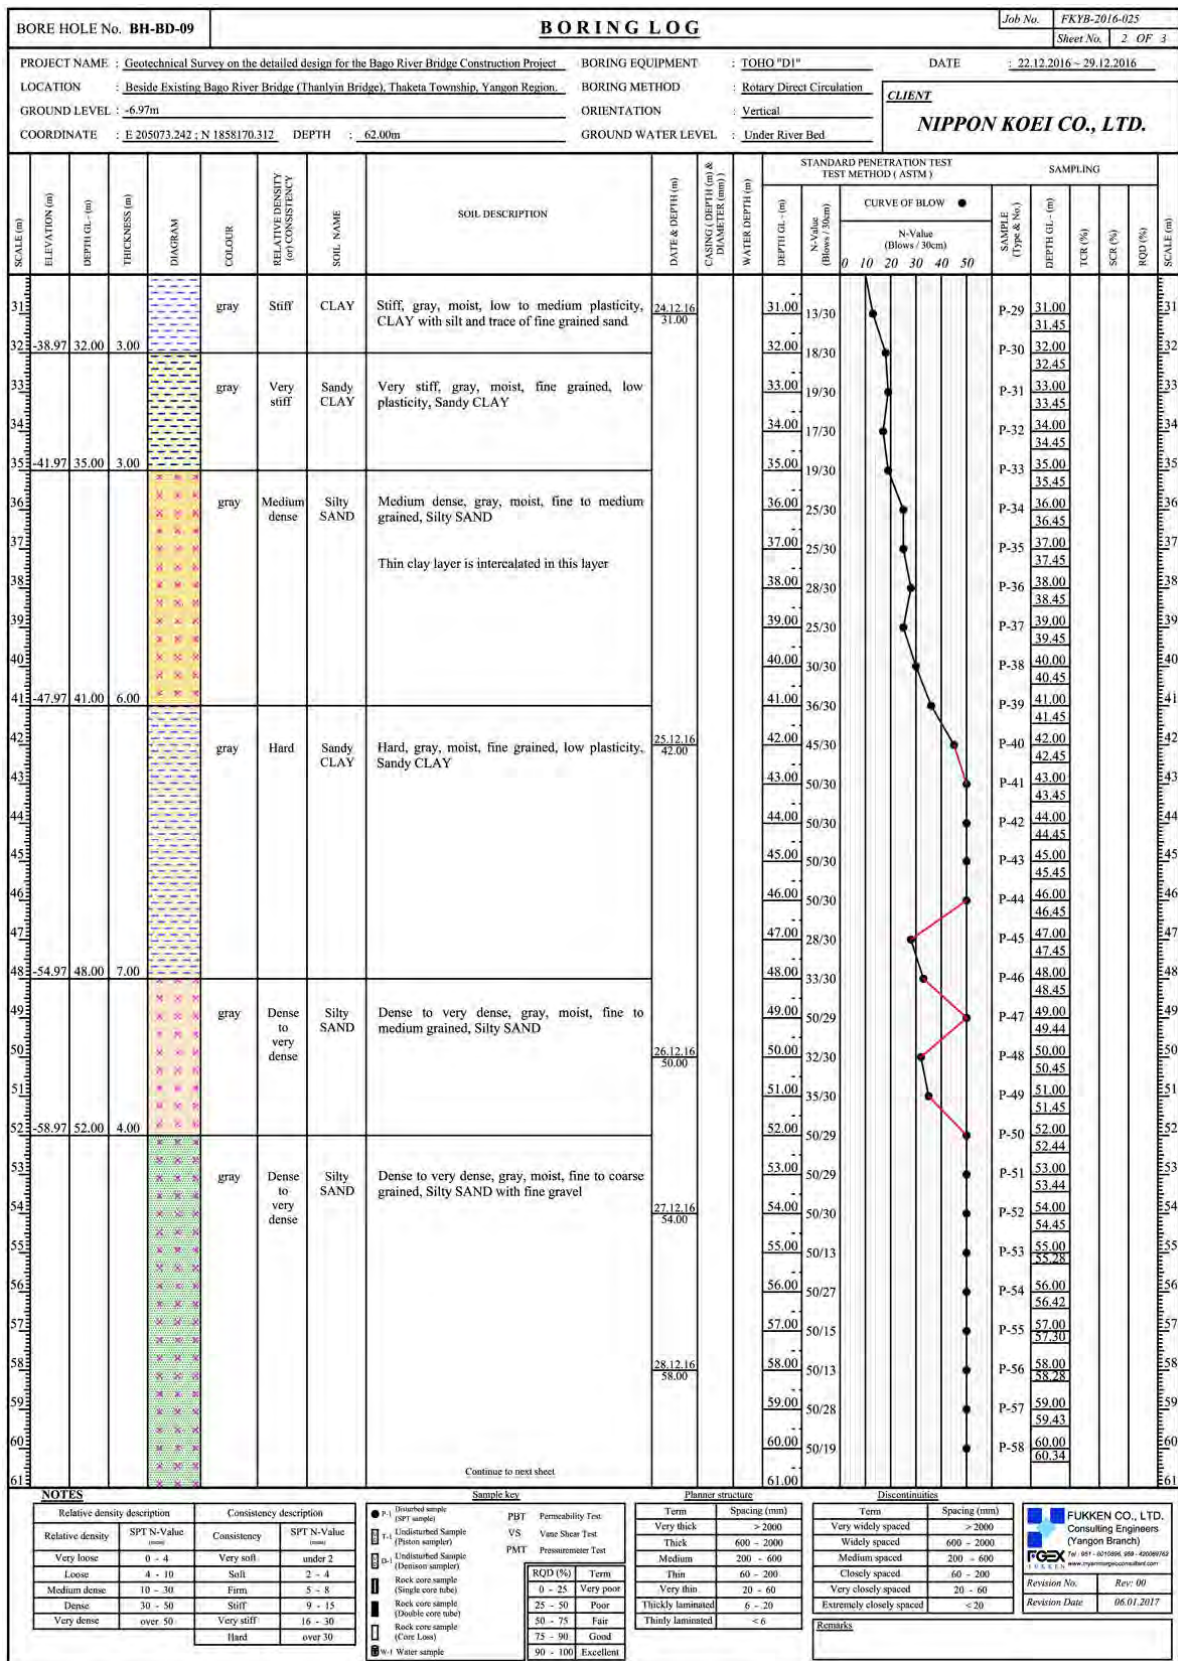 BORE HOLE No. BH-BD-09
BORING LOG
Job No. FKYB-2016-025
Sheet No. 2 OF 3
PROJECT NAME : Geotechnical Survey on the detailed design for the Bago River Bridge Construction Project
BORING EQUIPMENT : TOHO "D1"
DATE : 22.12.2016 ~ 29.12.2016
LOCATION : Beside Existing Bago River Bridge (Thanlyin Bridge), Thaketa Township, Yangon Region.
BORING METHOD : Rotary Direct Circulation
GROUND LEVEL : -6.97m
ORIENTATION : Vertical
COORDINATE : E 205073.242 ; N 1858170.312 DEPTH : 62.00m
GROUND WATER LEVEL : Under River Bed
CLIENT
NIPPON KOEI CO., LTD.
SCALE (m)
ELEVATION (m)
DEPTH GL - (m)
THICKNESS (m)
DIAGRAM
COLOUR
RELATIVE DENSITY (or) CONSISTENCY
SOIL NAME
SOIL DESCRIPTION
DATE & DEPTH (m)
CASING ( DEPTH (m) & DIAMETER (mm) )
WATER DEPTH (m)
STANDARD PENETRATION TEST
TEST METHOD ( ASTM )
DEPTH GL - (m)
N-Value (Blows / 30cm)
CURVE OF BLOW ●
N-Value
(Blows / 30cm)
0 10 20 30 40 50
SAMPLING
SAMPLE (Type & No.)
DEPTH GL - (m)
TCR (%)
SCR (%)
RQD (%)
SCALE (m)
31 gray Stiff CLAY Stiff, gray, moist, low to medium plasticity, 24.12.16 31.00 13/30 P-29 31.00 31
CLAY with silt and trace of fine grained sand 31.00 31.45
32 -38.97 32.00 3.00 32.00 18/30 P-30 32.00 32
32.45
33 gray Very stiff Sandy CLAY Very stiff, gray, moist, fine grained, low 33.00 19/30 P-31 33.00 33
plasticity, Sandy CLAY 33.45
34 34.00 17/30 P-32 34.00 34
34.45
35 -41.97 35.00 3.00 35.00 19/30 P-33 35.00 35
35.45
36 gray Medium dense Silty SAND Medium dense, gray, moist, fine to medium 36.00 25/30 P-34 36.00 36
grained, Silty SAND 36.45
37 37.00 25/30 P-35 37.00 37
Thin clay layer is intercalated in this layer 37.45
38 38.00 28/30 P-36 38.00 38
38.45
39 39.00 25/30 P-37 39.00 39
39.45
40 40.00 30/30 P-38 40.00 40
40.45
41 -47.97 41.00 6.00 41.00 36/30 P-39 41.00 41
41.45
42 gray Hard Sandy CLAY Hard, gray, moist, fine grained, low plasticity, 25.12.16 42.00 45/30 P-40 42.00 42
Sandy CLAY 42.00 42.45
43 43.00 50/30 P-41 43.00 43
43.45
44 44.00 50/30 P-42 44.00 44
44.45
45 45.00 50/30 P-43 45.00 45
45.45
46 46.00 50/30 P-44 46.00 46
46.45
47 47.00 28/30 P-45 47.00 47
47.45
48 -54.97 48.00 7.00 48.00 33/30 P-46 48.00 48
48.45
49 gray Dense to very dense Silty SAND Dense to very dense, gray, moist, fine to 49.00 50/29 P-47 49.00 49
medium grained, Silty SAND 49.44
50 26.12.16 50.00 32/30 P-48 50.00 50
50.00 50.45
51 51.00 35/30 P-49 51.00 51
51.45
52 -58.97 52.00 4.00 52.00 50/29 P-50 52.00 52
52.44
53 gray Dense to very dense Silty SAND Dense to very dense, gray, moist, fine to coarse 53.00 50/29 P-51 53.00 53
grained, Silty SAND with fine gravel 53.44
54 27.12.16 54.00 50/30 P-52 54.00 54
54.00 54.45
55 55.00 50/13 P-53 55.00 55
55.28
56 56.00 50/27 P-54 56.00 56
56.42
57 57.00 50/15 P-55 57.00 57
57.30
58 28.12.16 58.00 50/13 P-56 58.00 58
58.00 58.28
59 59.00 50/28 P-57 59.00 59
59.43
60 60.00 50/19 P-58 60.00 60
60.34
Continue to next sheet
61 61.00 61
NOTES
Relative density description
Relative density SPT N-Value
Very loose 0 - 4
Loose 4 - 10
Medium dense 10 - 30
Dense 30 - 50
Very dense over 50
Consistency description
Consistency SPT N-Value
Very soft under 2
Soft 2 - 4
Firm 5 - 8
Stiff 9 - 15
Very stiff 16 - 30
Hard over 30
Sample key
P-1 Disturbed sample (SPT sample)
T-1 Undisturbed Sample (Piston sampler)
D-1 Undisturbed Sample (Denison sampler)
Rock core sample (Single core tube)
Rock core sample (Double core tube)
Rock core sample (Core Loss)
W-1 Water sample
PBT Permeability Test
VS Vane Shear Test
PMT Pressuremeter Test
RQD (%) Term
0 - 25 Very poor
25 - 50 Poor
50 - 75 Fair
75 - 90 Good
90 - 100 Excellent
Planner structure
Term Spacing (mm)
Very thick > 2000
Thick 600 - 2000
Medium 200 - 600
Thin 60 - 200
Very thin 20 - 60
Thickly laminated 6 - 20
Thinly laminated < 6
Discontinuities
Term Spacing (mm)
Very widely spaced > 2000
Widely spaced 600 - 2000
Medium spaced 200 - 600
Closely spaced 60 - 200
Very closely spaced 20 - 60
Extremely closely spaced < 20
Remarks
FUKKEN CO., LTD.
Consulting Engineers
(Yangon Branch)
FGEX
FUKKEN
Revision No. Rev: 00
Revision Date 06.01.2017